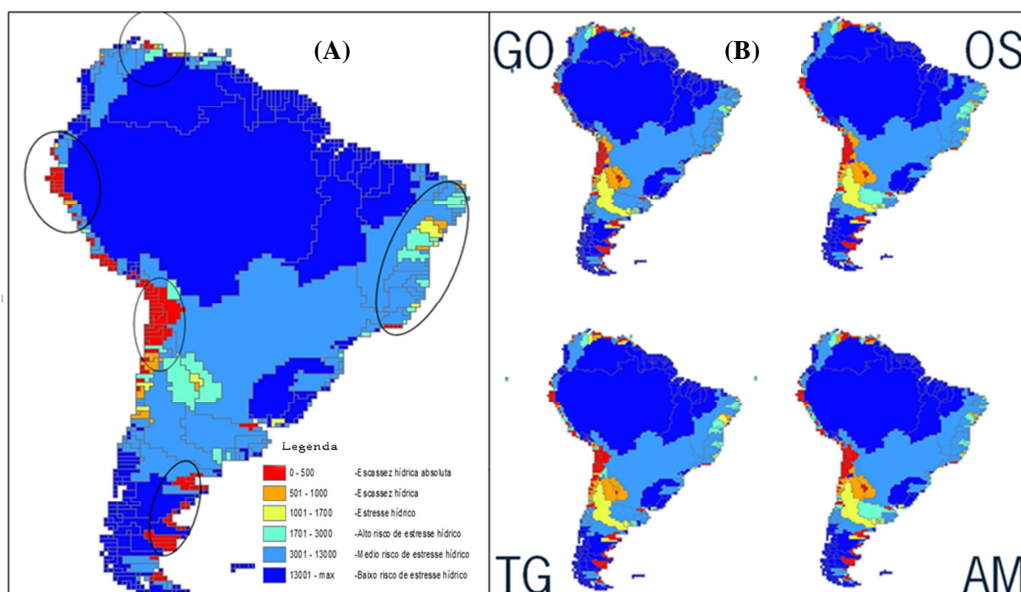 (A)
Legenda
0 - 500 -Escassez hídrica absoluta
501 - 1000 -Escassez hídrica
1001 - 1700 -Estresse hídrico
1701 - 3000 -Alto risco de estresse hídrico
3001 - 13000 -Medio risco de estresse hídrico
13001 - max -Baixo risco de estresse hídrico
GO
(B)
OS
TG
AM